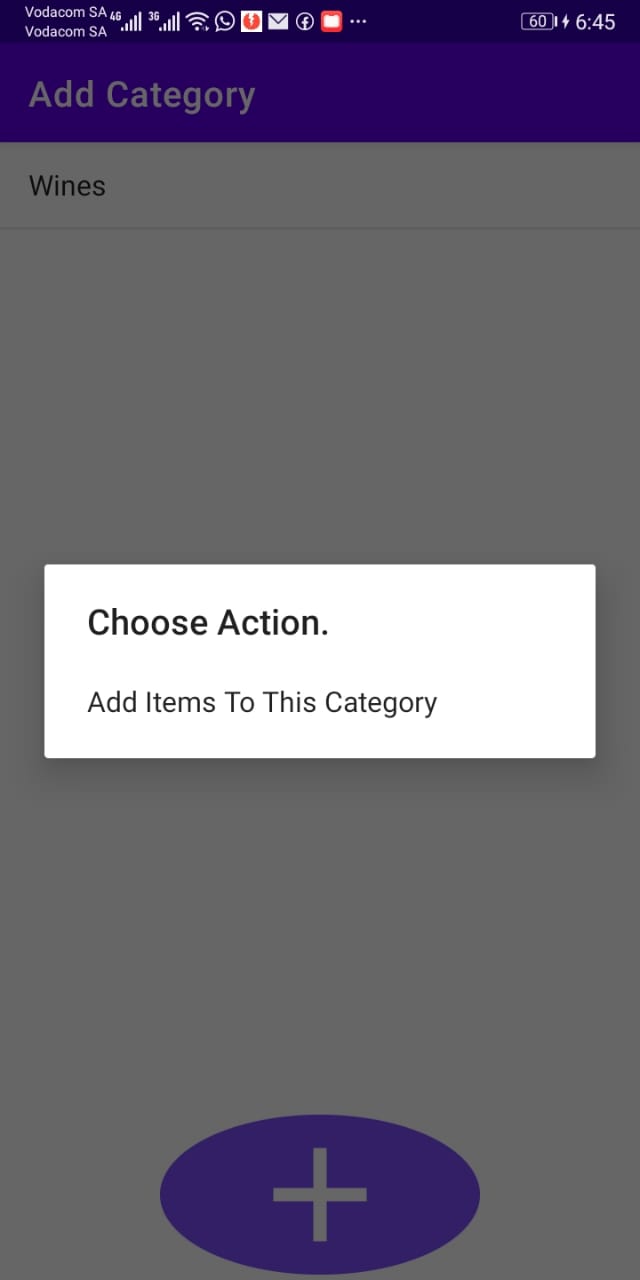 Vodacom SA 4G 3G 60 6:45
Vodacom SA
Add Category
Wines
Choose Action.
Add Items To This Category